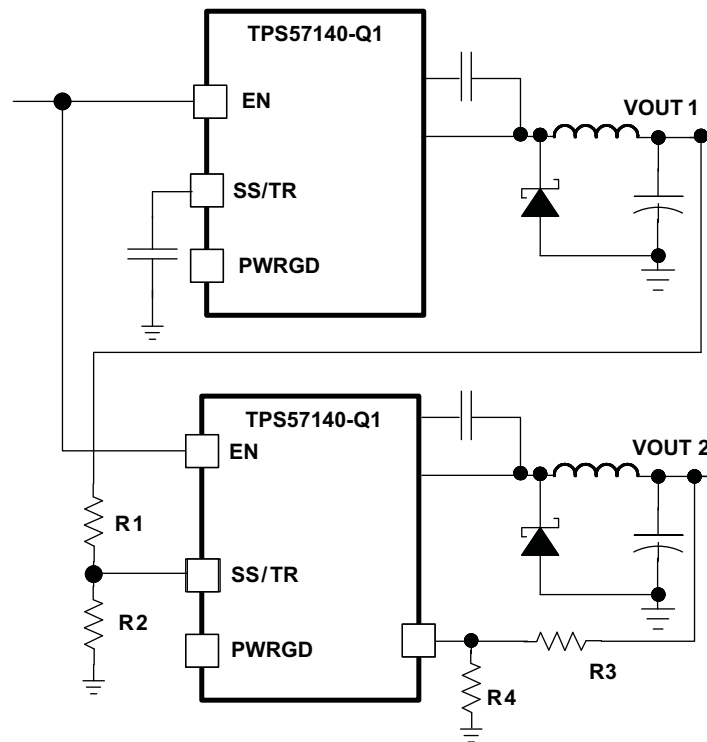 TPS57140-Q1
EN
VOUT 1
SS/TR
PWRGD
TPS57140-Q1
VOUT 2
EN
R1
SS/TR
R2
PWRGD
R3
R4